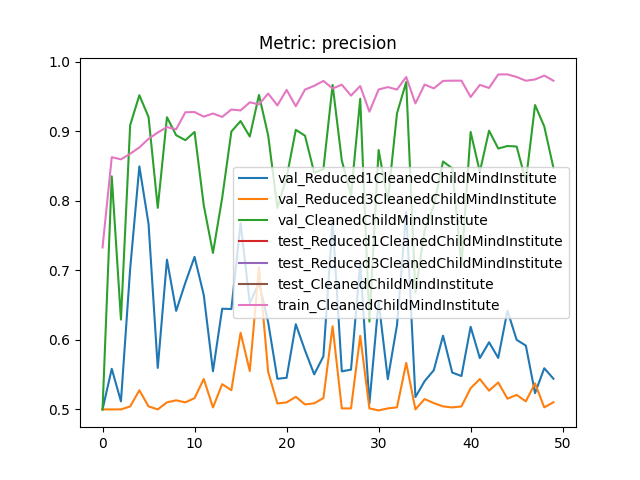 Metric: precision
1.0
0.9
0.8
0.7
0.6
0.5
val_Reduced1CleanedChildMindInstitute
val_Reduced3CleanedChildMindInstitute
val_CleanedChildMindInstitute
test_Reduced1CleanedChildMindInstitute
test_Reduced3CleanedChildMindInstitute
test_CleanedChildMindInstitute
train_CleanedChildMindInstitute
0 10 20 30 40 50